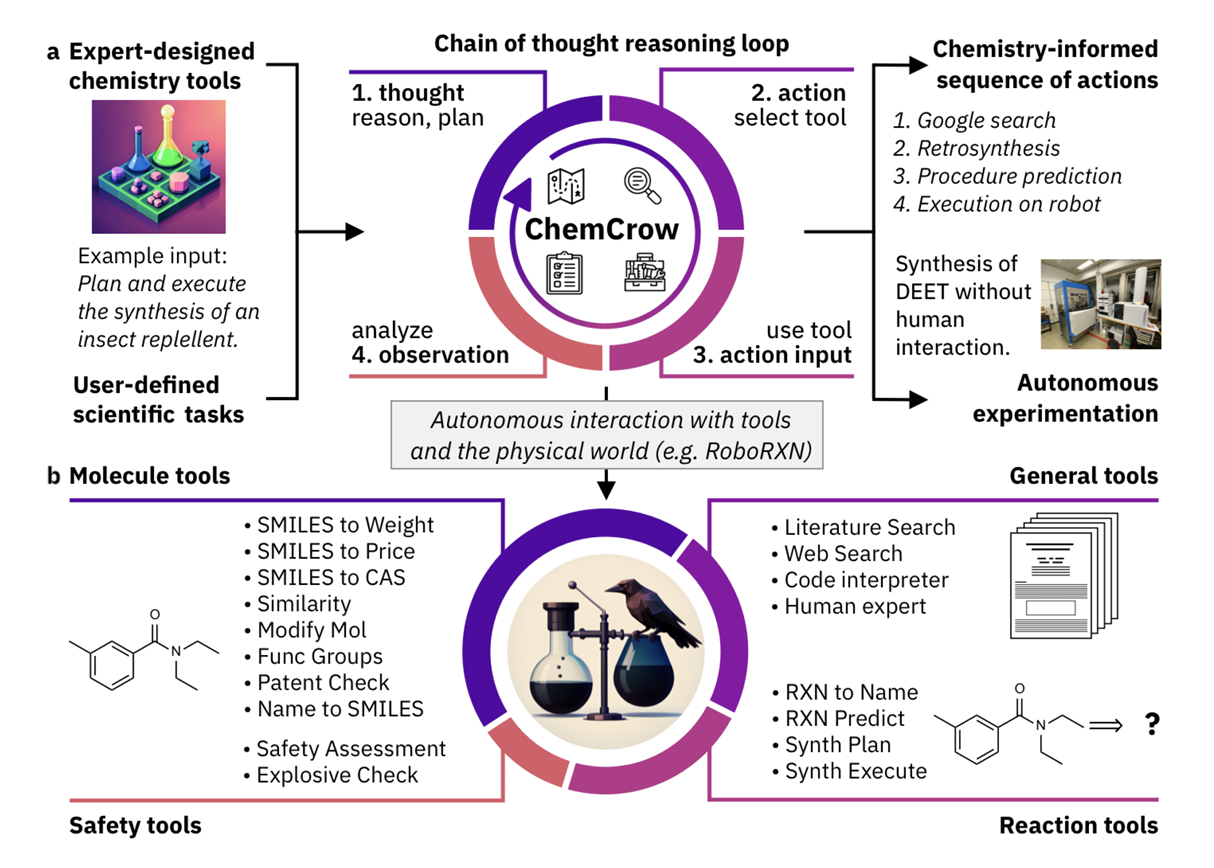 a Expert-designed
chemistry tools
Example input:
Plan and execute
the synthesis of an
insect replellent.
User-defined
scientific tasks
Chain of thought reasoning loop
1. thought
reason, plan
2. action
select tool
ChemCrow
analyze
4. observation
use tool
3. action input
Chemistry-informed
sequence of actions
1. Google search
2. Retrosynthesis
3. Procedure prediction
4. Execution on robot
Synthesis of
DEET without
human
interaction.
Autonomous
experimentation
Autonomous interaction with tools
and the physical world (e.g. RoboRXN)
b Molecule tools
• SMILES to Weight
• SMILES to Price
• SMILES to CAS
• Similarity
• Modify Mol
• Func Groups
• Patent Check
• Name to SMILES
O
N
• Safety Assessment
• Explosive Check
Safety tools
General tools
• Literature Search
• Web Search
• Code interpreter
• Human expert
• RXN to Name
• RXN Predict
• Synth Plan
• Synth Execute
O
N
?
Reaction tools